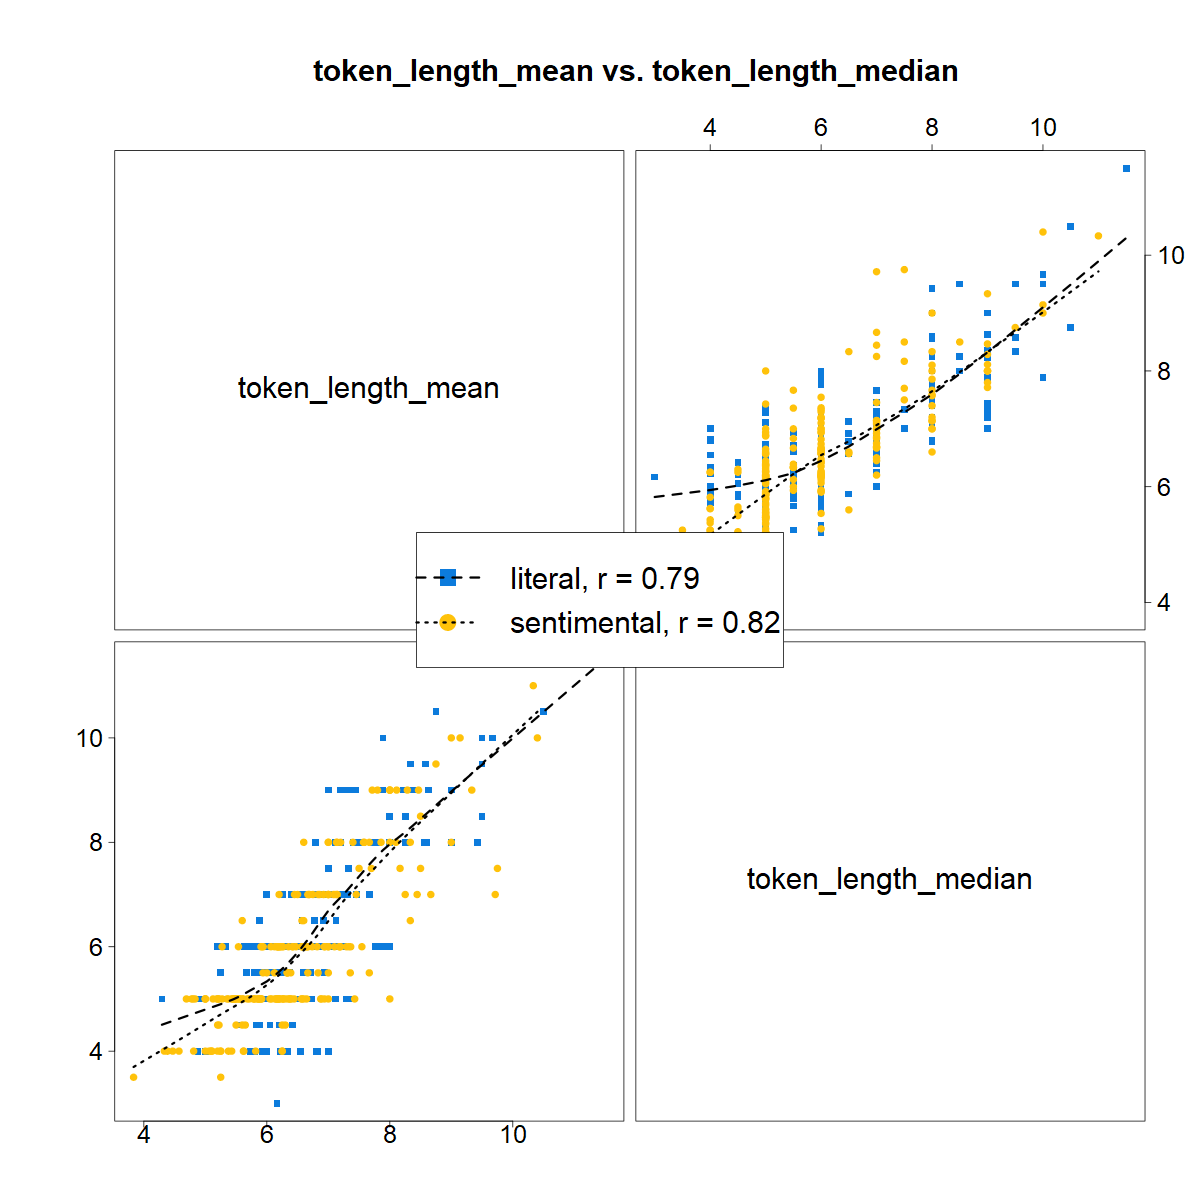 token_length_mean vs. token_length_median
4 6 8 10
token_length_mean
10
8
6
4
literal, r = 0.79
sentimental, r = 0.82
10
8
6
4
token_length_median
4 6 8 10